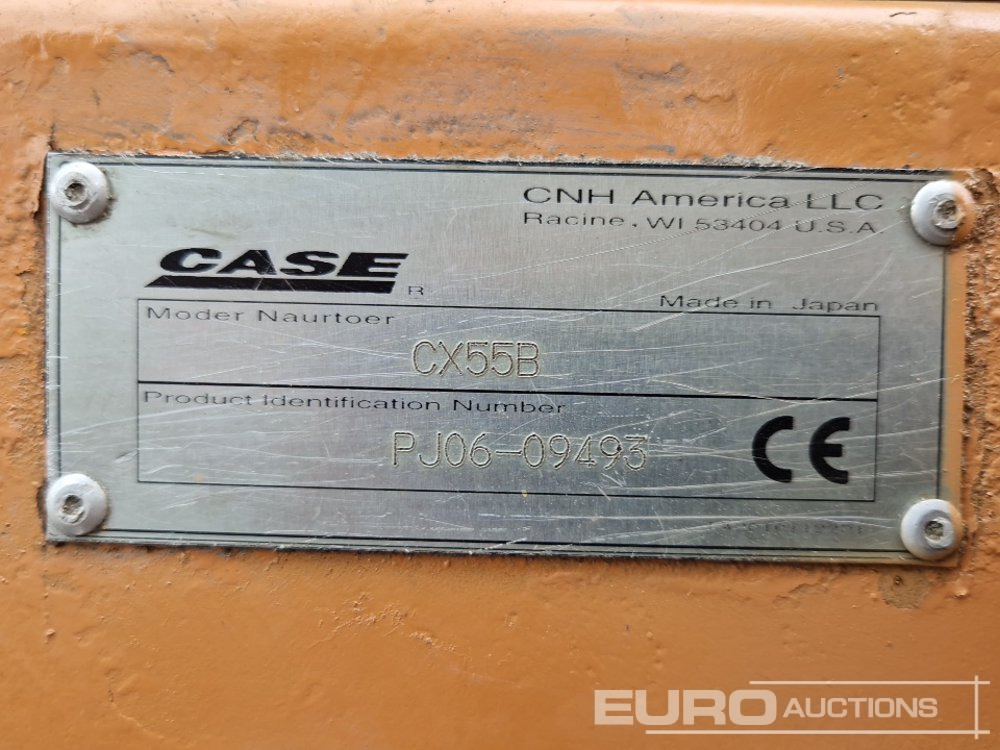 CNH America LLC
Racine, WI 53404 U.S.A
CASE
R
Made in Japan
Moder Naurtoer
CX55B
Product Identification Number
PJ06-09493
CE
EURO AUCTIONS